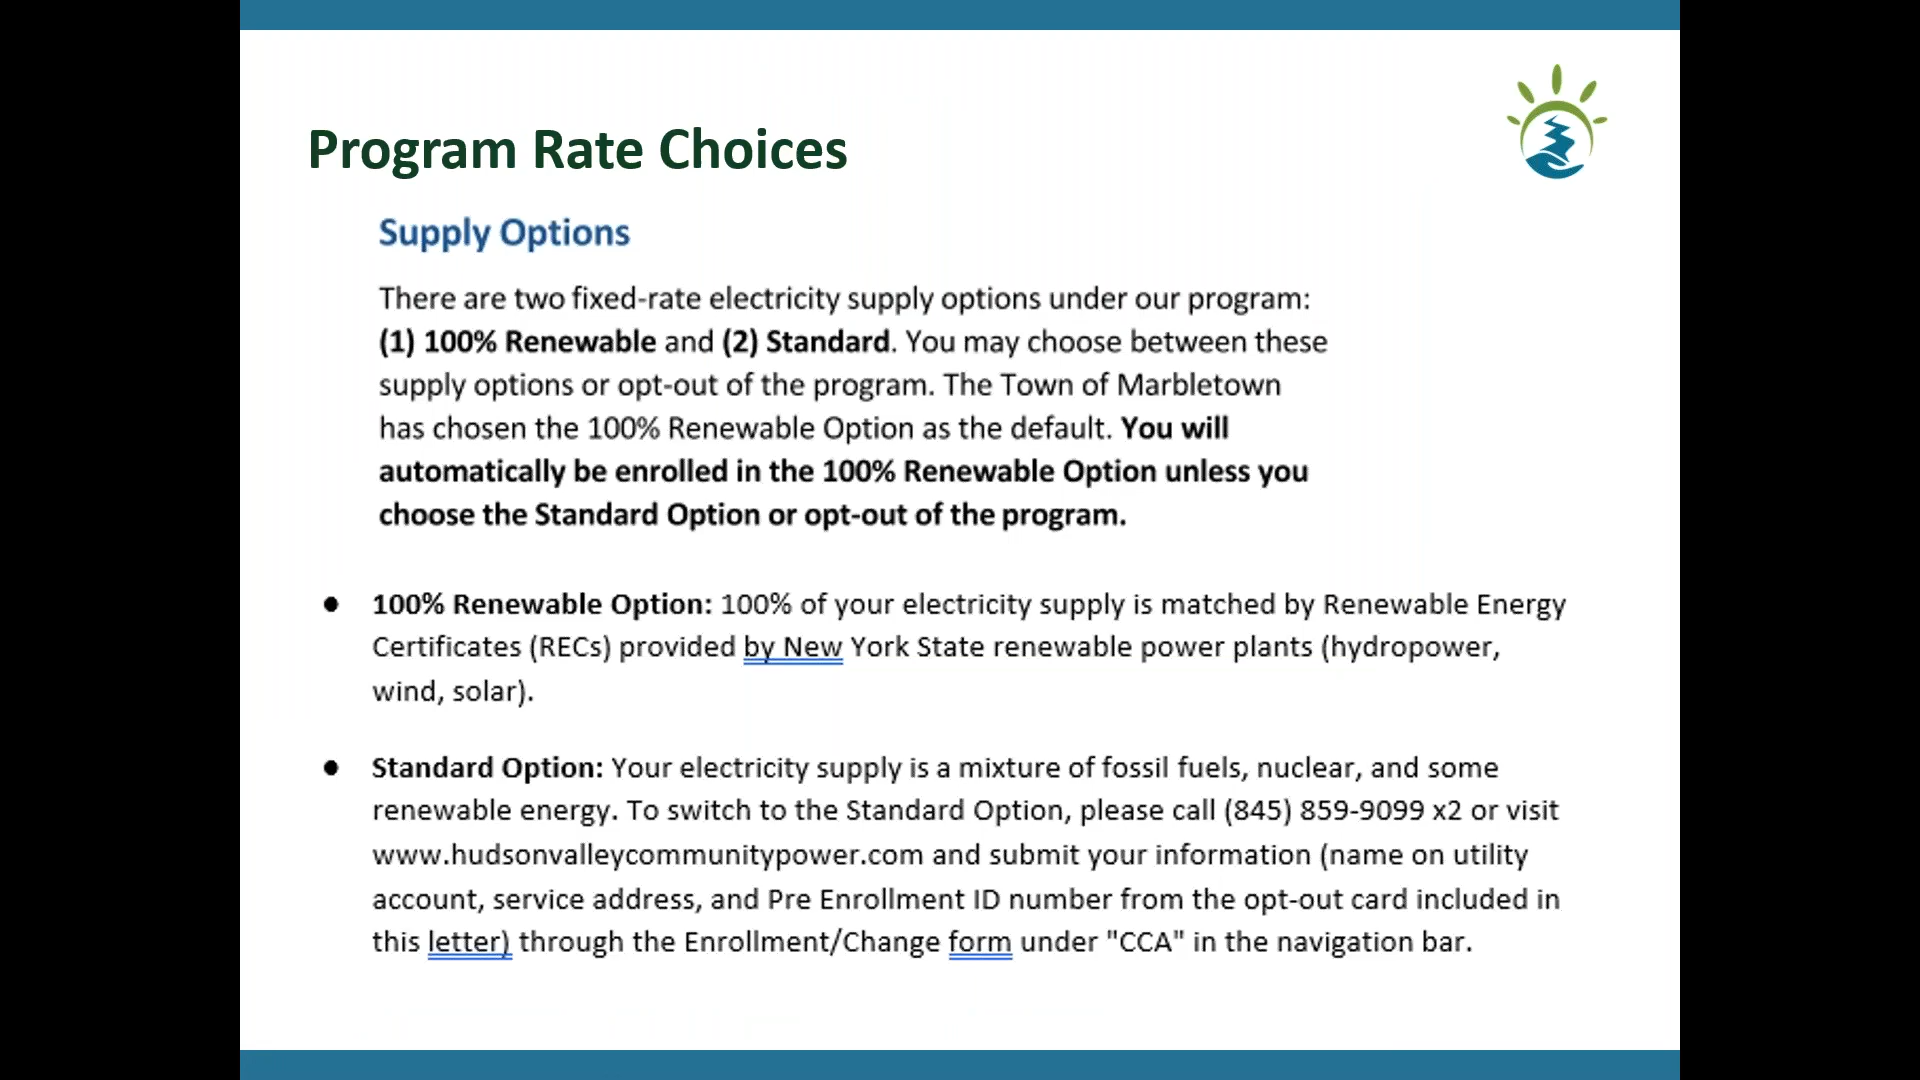 Program Rate Choices
Supply Options
There are two fixed-rate electricity supply options under our program:
(1) 100% Renewable and (2) Standard. You may choose between these
supply options or opt-out of the program. The Town of Marbletown
has chosen the 100% Renewable Option as the default. You will
automatically be enrolled in the 100% Renewable Option unless you
choose the Standard Option or opt-out of the program.
● 100% Renewable Option: 100% of your electricity supply is matched by Renewable Energy
Certificates (RECs) provided by New York State renewable power plants (hydropower,
wind, solar).
● Standard Option: Your electricity supply is a mixture of fossil fuels, nuclear, and some
renewable energy. To switch to the Standard Option, please call (845) 859-9099 x2 or visit
www.hudsonvalleycommunitypower.com and submit your information (name on utility
account, service address, and Pre Enrollment ID number from the opt-out card included in
this letter) through the Enrollment/Change form under "CCA" in the navigation bar.